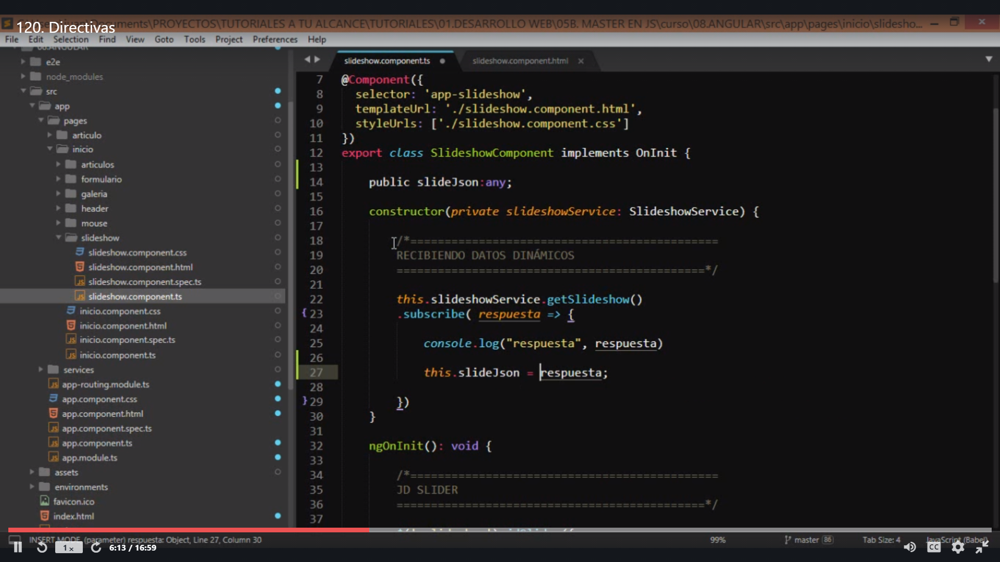 120. Directivas
\Documents\PROYECTOS\TUTORIALES A TU ALCANCE\TUTORIALES\01.DESARROLLO WEB\05B. MASTER EN JS\curso\08.ANGULAR\src\app\pages\inicio\slidesho...
File Edit Selection Find View Goto Tools Project Preferences Help
08.ANGULAR
e2e
node_modules
src
app
pages
articulo
inicio
articulos
formulario
galeria
header
mouse
slideshow
slideshow.component.css
slideshow.component.html
slideshow.component.spec.ts
slideshow.component.ts
inicio.component.css
inicio.component.html
inicio.component.spec.ts
inicio.component.ts
services
app-routing.module.ts
app.component.css
app.component.html
app.component.spec.ts
app.component.ts
app.module.ts
assets
environments
favicon.ico
index.html
slideshow.component.ts
slideshow.component.html
7 @Component({
8 selector: 'app-slideshow',
9 templateUrl: './slideshow.component.html',
10 styleUrls: ['./slideshow.component.css']
11 })
12 export class SlideshowComponent implements OnInit {
13
14 public slideJson:any;
15
16 constructor(private slideshowService: SlideshowService) {
17
18 /*=============================================
19 RECIBIENDO DATOS DINÁMICOS
20 =============================================*/
21
22 this.slideshowService.getSlideshow()
{ 23 .subscribe( respuesta => {
24
25 console.log("respuesta", respuesta)
26
27 this.slideJson = respuesta;
28
} 29 })
30 }
31
32 ngOnInit(): void {
33
34 /*=============================================
35 JD SLIDER
36 =============================================*/
37
INSERT MODE, (parameter) respuesta: Object, Line 27, Column 30
99%
master 86
Tab Size: 4
JavaScript (Babel)
1x
6:13 / 16:59
CC